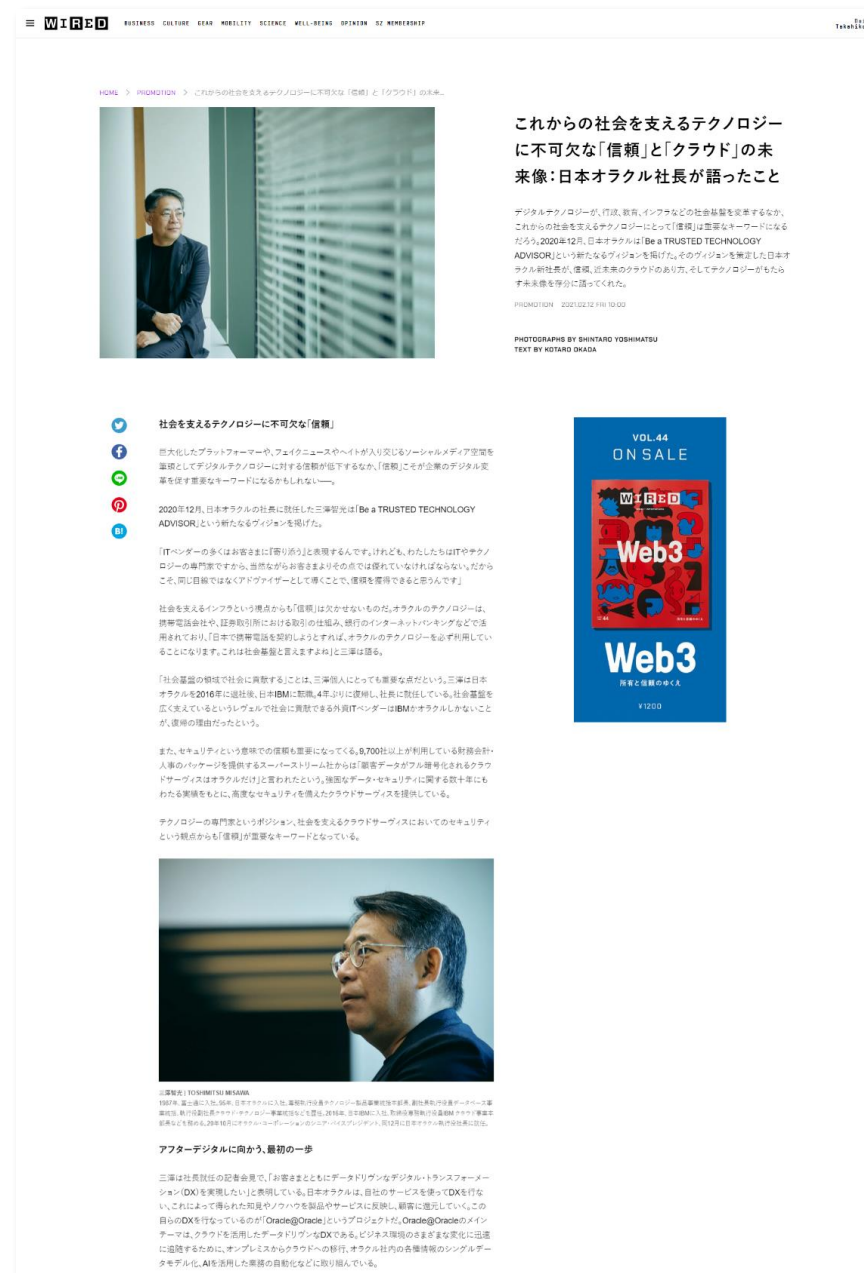 WIRED
BUSINESS CULTURE GEAR MOBILITY SCIENCE WELL-BEING OPINION SZ MEMBERSHIP
HOME > PROMOTION > これからの社会を支えるテクノロジーに不可欠な「信頼」と「クラウド」の未来…
これからの社会を支えるテクノロジー
に不可欠な「信頼」と「クラウド」の未
来像：日本オラクル社長が語ったこと
デジタルテクノロジーが、行政、教育、インフラなどの社会基盤を変革するなか、
これからの社会を支えるテクノロジーにとって「信頼」は重要なキーワードになる
だろう。2020年12月、日本オラクルは「Be a TRUSTED TECHNOLOGY
ADVISOR」という新たなるヴィジョンを掲げた。そのヴィジョンを策定した日本オ
ラクル新社長が、信頼、近未来のクラウドのあり方、そしてテクノロジーがもたら
す未来像を存分に語ってくれた。
PROMOTION 2021.02.12 FRI 10:00
PHOTOGRAPHS BY SHINTARO YOSHIMATSU
TEXT BY KOTARO OKADA
社会を支えるテクノロジーに不可欠な「信頼」
巨大化したプラットフォーマーや、フェイクニュースやヘイトが入り交じるソーシャルメディア空間を
筆頭としてデジタルテクノロジーに対する信頼が低下するなか、「信頼」こそが企業のデジタル変
革を促す重要なキーワードになるかもしれない──。
2020年12月、日本オラクルの社長に就任した三澤智光は「Be a TRUSTED TECHNOLOGY
ADVISOR」という新たなるヴィジョンを掲げた。
「ITベンダーの多くはお客さまに『寄り添う』と表現するんです。けれども、わたしたちはITやテクノ
ロジーの専門家ですから、当然ながらお客さまよりその点では優れていなければならない。だから
こそ、同じ目線ではなくアドヴァイザーとして導くことで、信頼を獲得できると思うんです」
社会を支えるインフラという視点からも「信頼」は欠かせないものだ。オラクルのテクノロジーは、
携帯電話会社や、証券取引所における取引の仕組み、銀行のインターネットバンキングなどで活
用されており、「日本で携帯電話を契約しようとすれば、オラクルのテクノロジーを必ず利用してい
ることになります。これは社会基盤と言えますよね」と三澤は語る。
「社会基盤の領域で社会に貢献する」ことは、三澤個人にとっても重要な点だという。三澤は日本
オラクルを2016年に退社後、日本IBMに転職。4年ぶりに復帰し、社長に就任している。社会基盤を
広く支えているというレヴェルで社会に貢献できる外資ITベンダーはIBMかオラクルしかないこと
が、復帰の理由だったという。
また、セキュリティという意味での信頼も重要になってくる。9,700社以上が利用している財務会計・
人事のパッケージを提供するスーパーストリーム社からは「顧客データがフル暗号化されるクラウ
ドサーヴィスはオラクルだけ」と言われたという。強固なデータ・セキュリティに関する数十年にも
わたる実績をもとに、高度なセキュリティを備えたクラウドサーヴィスを提供している。
テクノロジーの専門家というポジション、社会を支えるクラウドサーヴィスにおいてのセキュリティ
という観点からも「信頼」が重要なキーワードとなっている。
VOL.44
ON SALE
WIRED
Web3
Web3
所有と信頼のゆくえ
¥1200
三澤智光 | TOSHIMITSU MISAWA
アフターデジタルに向かう、最初の一歩
三澤は社長就任の記者会見で、「お客さまとともにデータドリヴンなデジタル・トランスフォーメー
ション（DX）を実現したい」と表明している。日本オラクルは、自社のサービスを使ってDXを行な
い、これによって得られた知見やノウハウを製品やサービスに反映し、顧客に還元していく。この
自らのDXを行なっているのが「Oracle@Oracle」というプロジェクトだ。Oracle@Oracleのメイン
テーマは、クラウドを活用したデータドリヴンなDXである。ビジネス環境のさまざまな変化に迅速
に追随するために、オンプレミスからクラウドへの移行、オラクル社内の各種情報のシングルデー
タモデル化、AIを活用した業務の自動化などに取り組んでいる。